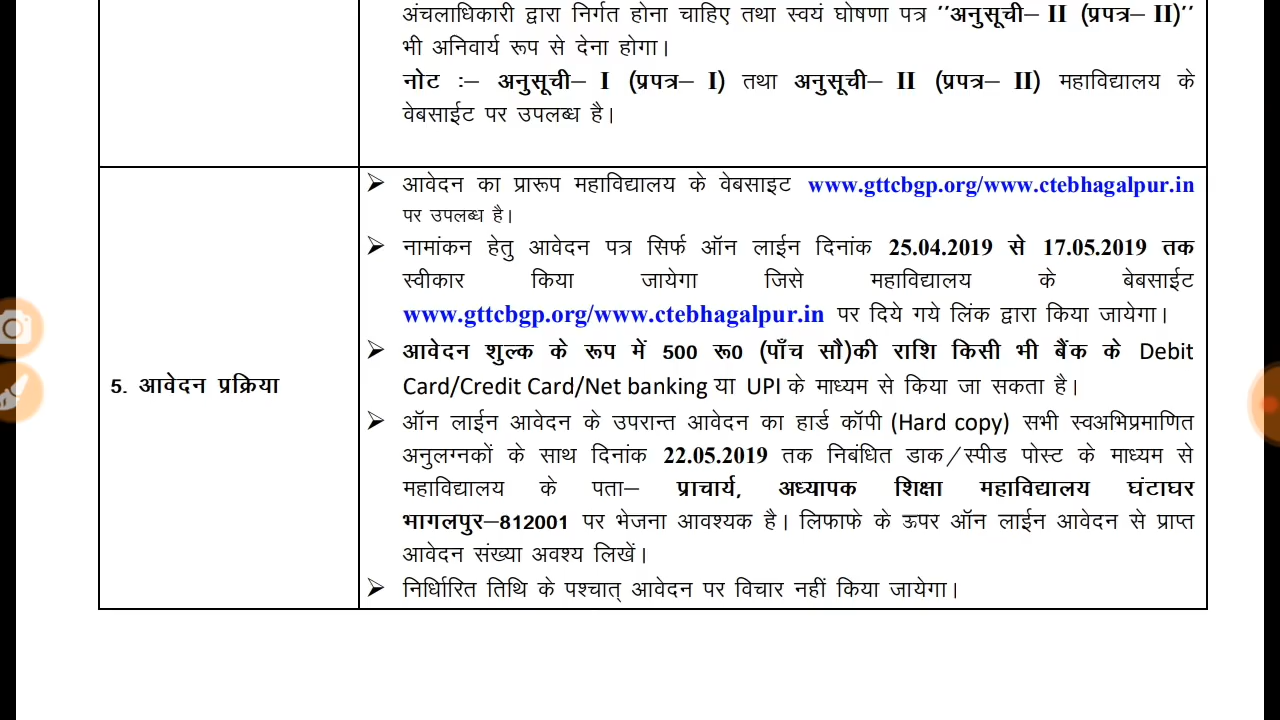 अंचलाधिकारी द्वारा निर्गत होना चाहिए तथा स्वयं घोषणा पत्र ''अनुसूची– II (प्रपत्र– II)''
भी अनिवार्य रूप से देना होगा।
नोट :– अनुसूची– I (प्रपत्र– I) तथा अनुसूची– II (प्रपत्र– II) महाविद्यालय के
वेबसाईट पर उपलब्ध है।
➢ आवेदन का प्रारूप महाविद्यालय के वेबसाइट www.gttcbgp.org/www.ctebhagalpur.in
पर उपलब्ध है।
➢ नामांकन हेतु आवेदन पत्र सिर्फ ऑन लाईन दिनांक 25.04.2019 से 17.05.2019 तक
स्वीकार किया जायेगा जिसे महाविद्यालय के बेबसाईट
www.gttcbgp.org/www.ctebhagalpur.in पर दिये गये लिंक द्वारा किया जायेगा।
➢ आवेदन शुल्क के रूप में 500 रू0 (पाँच सौ)की राशि किसी भी बैंक के Debit
5. आवेदन प्रक्रिया
Card/Credit Card/Net banking या UPI के माध्यम से किया जा सकता है।
➢ ऑन लाईन आवेदन के उपरान्त आवेदन का हार्ड कॉपी (Hard copy) सभी स्वअभिप्रमाणित
अनुलग्नकों के साथ दिनांक 22.05.2019 तक निबंधित डाक/स्पीड पोस्ट के माध्यम से
महाविद्यालय के पता– प्राचार्य, अध्यापक शिक्षा महाविद्यालय घंटाघर
भागलपुर–812001 पर भेजना आवश्यक है। लिफाफे के ऊपर ऑन लाईन आवेदन से प्राप्त
आवेदन संख्या अवश्य लिखें।
➢ निर्धािरित तिथि के पश्चात् आवेदन पर विचार नहीं किया जायेगा।